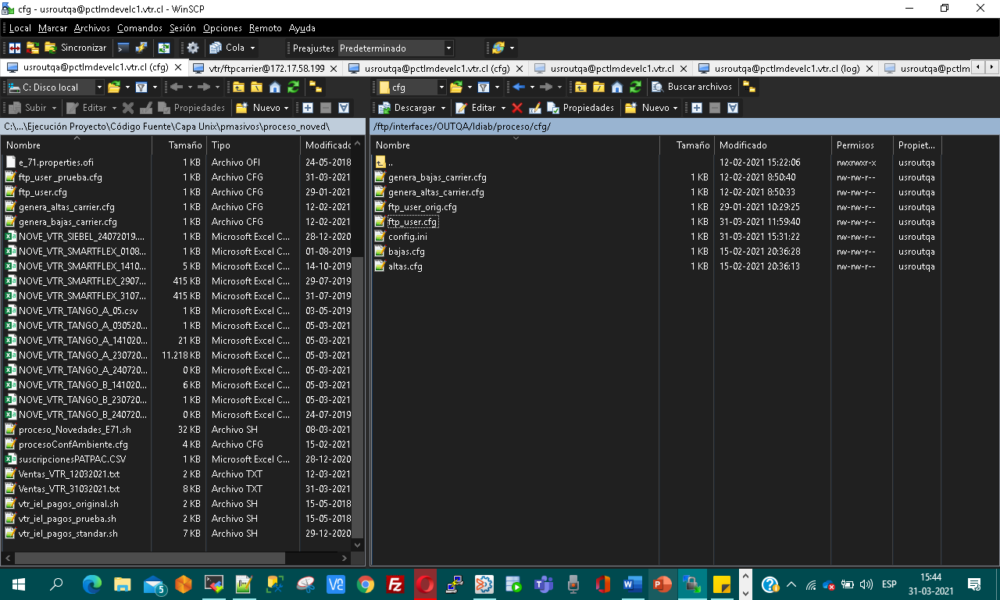 cfg - usroutqa@pctlmdevelc1.vtr.cl - WinSCP
Local Marcar Archivos Comandos Sesión Opciones Remoto Ayuda
Sincronizar Cola Preajustes Predeterminado
usroutqa@pctlmdevelc1.vtr.cl (cfg) vtr/ftpcarrier@172.17.58.199 usroutqa@pctlmdevelc1.vtr.cl (cfg) usroutqa@pctlmdevelc1.vtr.cl usroutqa@pctlmdevelc1.vtr.cl (log) usroutqa@pctlm
C: Disco local cfg Buscar archivos
Subir Editar Propiedades Nuevo Descargar Editar Propiedades Nuevo
C:\...\Ejecución Proyecto\Código Fuente\Capa Unix\pmasivos\proceso_noved\
Nombre Tamaño Tipo Modificado
e_71.properties.ofi 1 KB Archivo OFI 24-05-2018
ftp_user _prueba.cfg 1 KB Archivo CFG 31-03-2021
ftp_user.cfg 1 KB Archivo CFG 29-01-2021
genera_altas_carrier.cfg 1 KB Archivo CFG 12-02-2021
genera_bajas_carrier.cfg 1 KB Archivo CFG 12-02-2021
NOVE_VTR_SIEBEL_24072019.... 1 KB Microsoft Excel C... 28-12-2020
NOVE_VTR_SMARTFLEX_0108... 1 KB Microsoft Excel C... 01-08-2019
NOVE_VTR_SMARTFLEX_1410... 5 KB Microsoft Excel C... 14-10-2019
NOVE_VTR_SMARTFLEX_2907... 415 KB Microsoft Excel C... 29-07-2019
NOVE_VTR_SMARTFLEX_3107... 415 KB Microsoft Excel C... 31-07-2019
NOVE_VTR_TANGO_A_05.csv 1 KB Microsoft Excel C... 03-05-2019
NOVE_VTR_TANGO_A_030520... 1 KB Microsoft Excel C... 05-03-2021
NOVE_VTR_TANGO_A_141020... 21 KB Microsoft Excel C... 05-03-2021
NOVE_VTR_TANGO_A_230720... 11.218 KB Microsoft Excel C... 05-03-2021
NOVE_VTR_TANGO_A_240720... 0 KB Microsoft Excel C... 05-03-2021
NOVE_VTR_TANGO_B_141020... 6 KB Microsoft Excel C... 05-03-2021
NOVE_VTR_TANGO_B_230720... 1 KB Microsoft Excel C... 05-03-2021
NOVE_VTR_TANGO_B_240720... 0 KB Microsoft Excel C... 24-07-2019
proceso_Novedades_E71.sh 32 KB Archivo SH 08-03-2021
procesoConfAmbiente.cfg 4 KB Archivo CFG 15-02-2021
suscripcionesPATPAC.CSV 1 KB Microsoft Excel C... 28-12-2020
Ventas_VTR_12032021.txt 2 KB Archivo TXT 12-03-2021
Ventas_VTR_31032021.txt 8 KB Archivo TXT 31-03-2021
vtr_iel_pagos_original.sh 2 KB Archivo SH 15-05-2018
vtr_iel_pagos_prueba.sh 2 KB Archivo SH 15-05-2018
vtr_iel_pagos_standar.sh 7 KB Archivo SH 29-12-2020
/ftp/interfaces/OUTQA/Idiab/proceso/cfg/
Nombre Tamaño Modificado Permisos Propiet...
.. 12-02-2021 15:22:06 rwxrwxr-x usroutqa
genera_bajas_carrier.cfg 1 KB 12-02-2021 8:50:40 rw-rw-r-- usroutqa
genera_altas_carrier.cfg 1 KB 12-02-2021 8:50:33 rw-rw-r-- usroutqa
ftp_user_orig.cfg 1 KB 29-01-2021 10:29:25 rw-rw-r-- usroutqa
ftp_user.cfg 1 KB 31-03-2021 11:59:40 rw-rw-r-- usroutqa
config.ini 1 KB 31-03-2021 15:31:22 rw-rw-r-- usroutqa
bajas.cfg 1 KB 15-02-2021 20:36:28 rw-rw-r-- usroutqa
altas.cfg 1 KB 15-02-2021 20:36:13 rw-rw-r-- usroutqa
5
ESP
15:44
31-03-2021